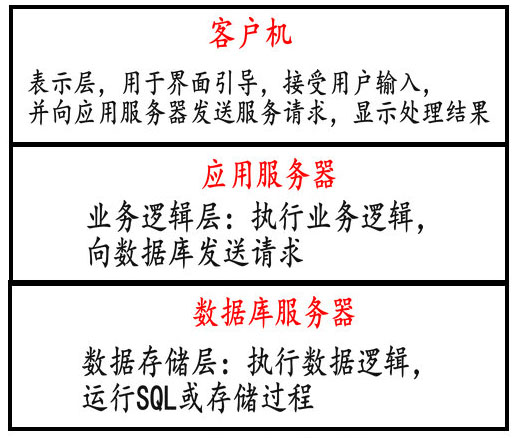 客户机
表示层，用于界面引导，接受用户输入，
并向应用服务器发送服务请求，显示处理结果
应用服务器
业务逻辑层：执行业务逻辑，
向数据库发送请求
数据库服务器
数据存储层：执行数据逻辑，
运行SQL或存储过程